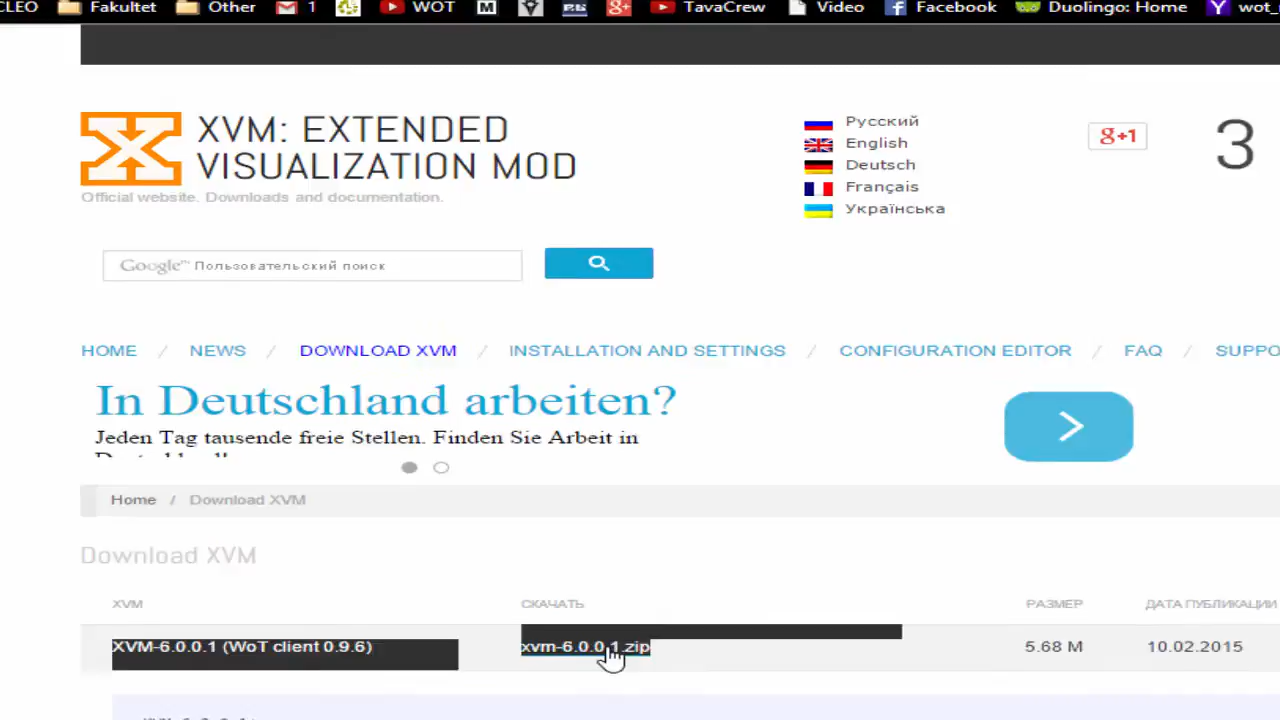 CLEO Fakultet Other 1 WOT M TavaCrew Video Facebook Duolingo: Home
XVM: EXTENDED
VISUALIZATION MOD
Official website. Downloads and documentation.
Русский
English
Deutsch
Français
Українська
g+1
3
Google™ Пользовательский поиск
HOME / NEWS / DOWNLOAD XVM / INSTALLATION AND SETTINGS / CONFIGURATION EDITOR / FAQ /
In Deutschland arbeiten?
Jeden Tag tausende freie Stellen. Finden Sie Arbeit in
Home / Download XVM
Download XVM
XVM СКАЧАТЬ РАЗМЕР ДАТА ПУБЛИКАЦИИ
XVM-6.0.0.1 (WoT client 0.9.6) xvm-6.0.0.1.zip 5.68 M 10.02.2015